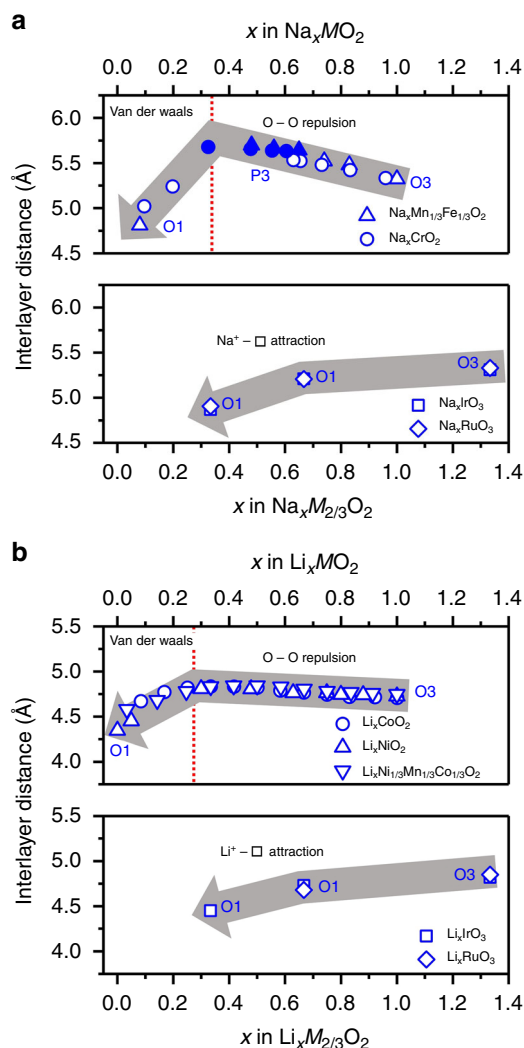 a
x in NaₓMO₂
0.0 0.2 0.4 0.6 0.8 1.0 1.2 1.4
Van der waals
O – O repulsion
6.0
5.5
5.0
4.5
P3
O3
O1
NaₓMn₁/₃Fe₁/₃O₂
NaₓCrO₂
Interlayer distance (Å)
6.0
5.5
5.0
4.5
Na⁺ – □ attraction
O3
O1
O1
NaₓIrO₃
NaₓRuO₃
0.0 0.2 0.4 0.6 0.8 1.0 1.2 1.4
x in NaₓM₂/₃O₂
b
x in LiₓMO₂
0.0 0.2 0.4 0.6 0.8 1.0 1.2 1.4
Van der waals
O – O repulsion
5.5
5.0
4.5
4.0
O3
O1
LiₓCoO₂
LiₓNiO₂
LiₓNi₁/₃Mn₁/₃Co₁/₃O₂
Interlayer distance (Å)
5.5
5.0
4.5
4.0
Li⁺ – □ attraction
O3
O1
O1
LiₓIrO₃
LiₓRuO₃
0.0 0.2 0.4 0.6 0.8 1.0 1.2 1.4
x in LiₓM₂/₃O₂